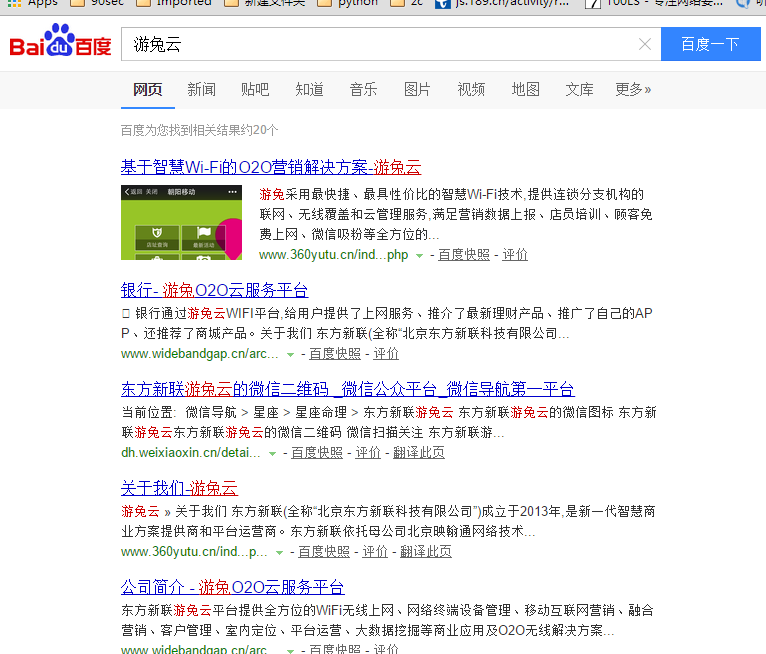 Apps 90sec Imported 新建文件夹 python 2c js.189.cn/activity/r... 100LS - 专注网络安...
Bai du 百度 游兔云 百度一下
网页 新闻 贴吧 知道 音乐 图片 视频 地图 文库 更多»
百度为您找到相关结果约20个
基于智慧Wi-Fi的O2O营销解决方案-游兔云
返回 关闭 朝阳移动
店址查询 最新活动
游兔采用最快捷、最具性价比的智慧Wi-Fi技术,提供连锁分支机构的
联网、无线覆盖和云管理服务,满足营销数据上报、店员培训、顾客免
费上网、微信吸粉等全方位的...
www.360yutu.cn/ind...php - 百度快照 - 评价
银行- 游兔O2O云服务平台
银行通过游兔云WIFI平台,给用户提供了上网服务、推介了最新理财产品、推广了自己的AP
P、还推荐了商城产品。关于我们 东方新联(全称“北京东方新联科技有限公司...
www.widebandgap.cn/arc... - 百度快照 - 评价
东方新联游兔云的微信二维码 _微信公众平台_微信导航第一平台
当前位置: 微信导航 > 星座 > 星座命理 > 东方新联游兔云 东方新联游兔云的微信图标 东方新
联游兔云东方新联游兔云的微信二维码 微信扫描关注 东方新联游...
dh.weixiaoxin.cn/detai... - 百度快照 - 评价 - 翻译此页
关于我们-游兔云
游兔云 » 关于我们 东方新联(全称“北京东方新联科技有限公司”)成立于2013年,是新一代智慧商
业方案提供商和平台运营商。东方新联依托母公司北京映翰通网络技术...
www.360yutu.cn/ind...p... - 百度快照 - 评价 - 翻译此页
公司简介 - 游兔O2O云服务平台
东方新联游兔云平台提供全方位的WiFi无线上网、网络终端设备管理、移动互联网营销、融合
营销、客户管理、室内定位、平台运营、大数据挖掘等商业应用及O2O无线解决方案...
www.widebandgap.cn/arc... - 百度快照 - 评价